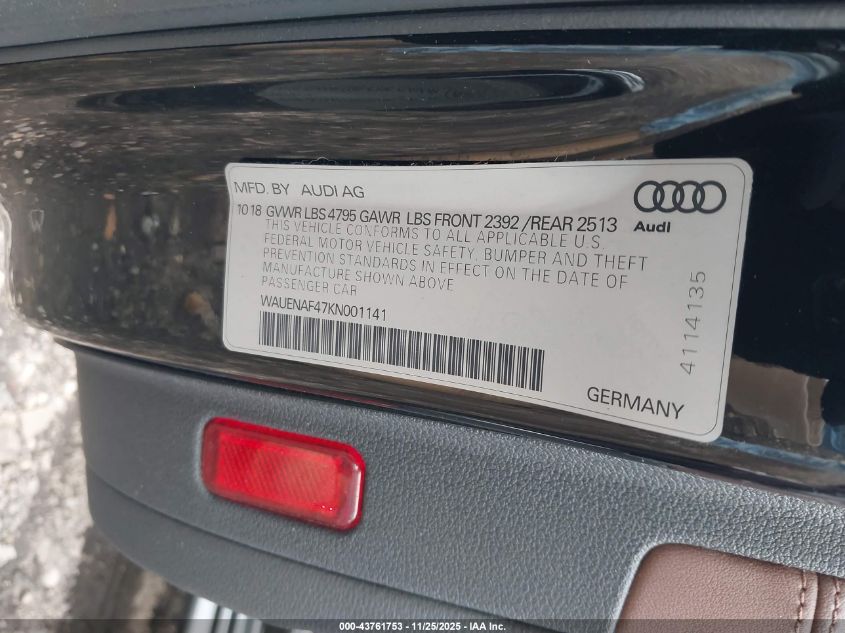 MFD. BY AUDI AG
10 18 GVWR LBS 4795 GAWR LBS FRONT 2392 /REAR 2513
THIS VEHICLE CONFORMS TO ALL APPLICABLE U.S.
FEDERAL MOTOR VEHICLE SAFETY, BUMPER AND THEFT
PREVENTION STANDARDS IN EFFECT ON THE DATE OF
MANUFACTURE SHOWN ABOVE
PASSENGER CAR
WAUENAF47KN001141
Audi
41114135
GERMANY
000-43761753 | 11/25/2025 | IAA Inc.